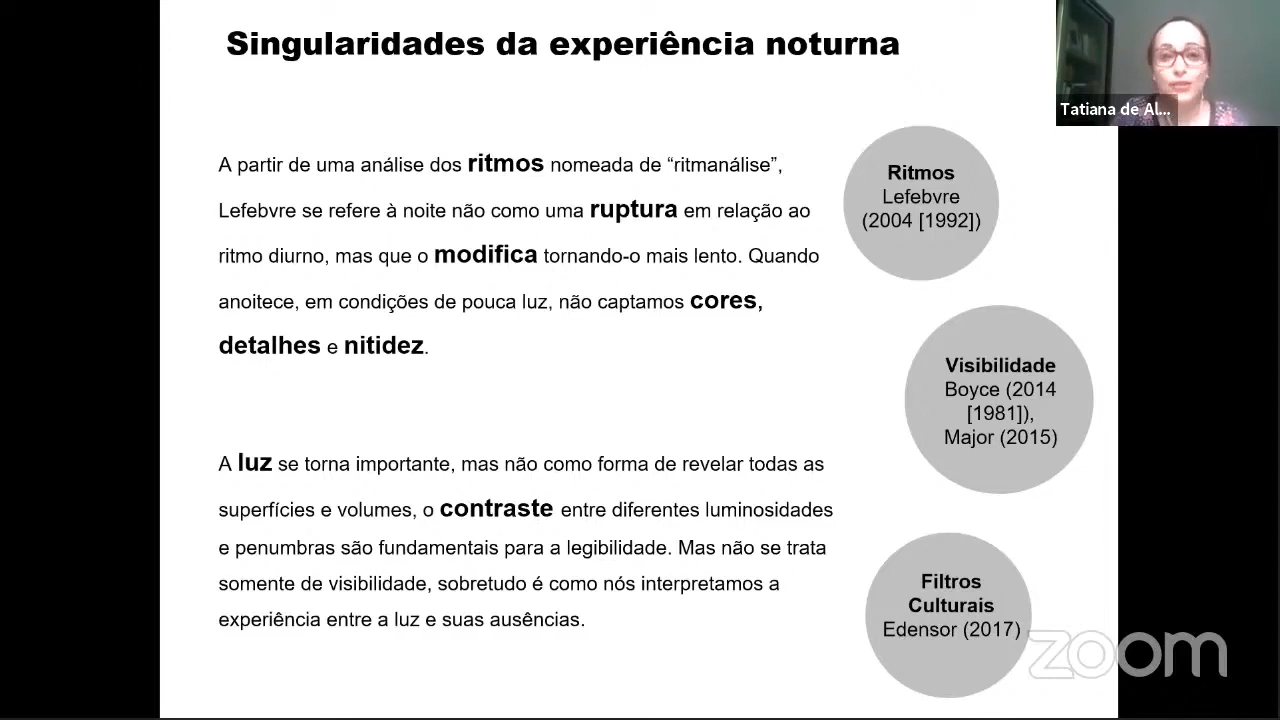 Singularidades da experiência noturna
Tatiana de Al...
A partir de uma análise dos ritmos nomeada de “ritmanálise”,
Lefebvre se refere à noite não como uma ruptura em relação ao
ritmo diurno, mas que o modifica tornando-o mais lento. Quando
anoitece, em condições de pouca luz, não captamos cores,
detalhes e nitidez.
A luz se torna importante, mas não como forma de revelar todas as
superfícies e volumes, o contraste entre diferentes luminosidades
e penumbras são fundamentais para a legibilidade. Mas não se trata
somente de visibilidade, sobretudo é como nós interpretamos a
experiência entre a luz e suas ausências.
Ritmos
Lefebvre
(2004 [1992])
Visibilidade
Boyce (2014
[1981]),
Major (2015)
Filtros
Culturais
Edensor (2017)
zoom